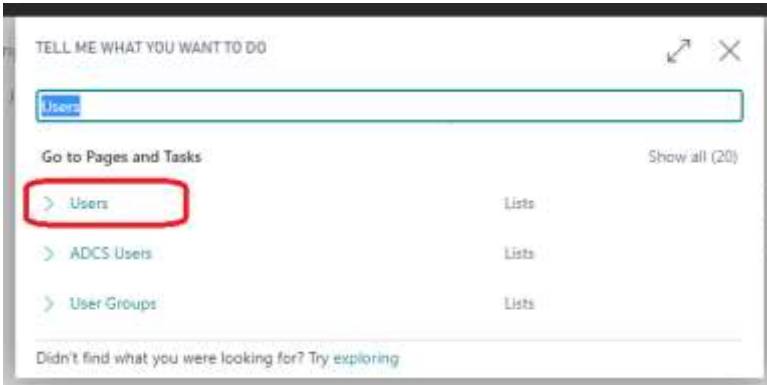 TELL ME WHAT YOU WANT TO DO
Users
Go to Pages and Tasks Show all (20)
Users Lists
ADCS Users Lists
User Groups Lists
Didn't find what you were looking for? Try exploring